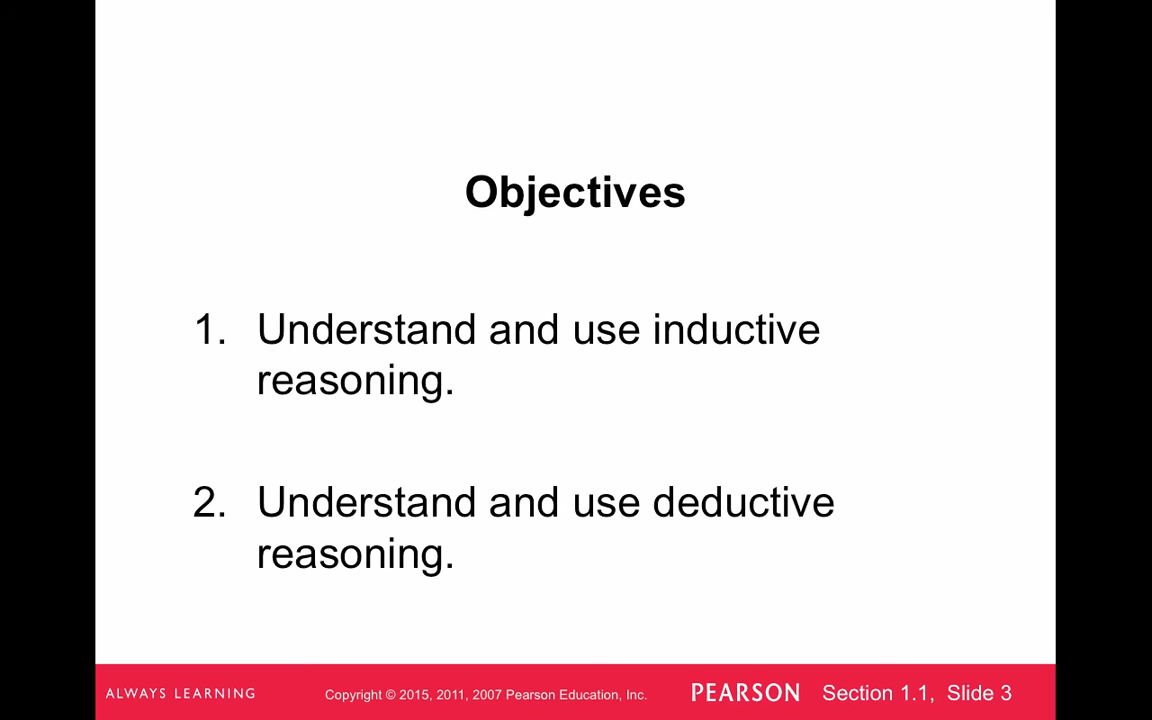 Objectives
1. Understand and use inductive
reasoning.
2. Understand and use deductive
reasoning.
ALWAYS LEARNING Copyright © 2015, 2011, 2007 Pearson Education, Inc. PEARSON Section 1.1, Slide 3